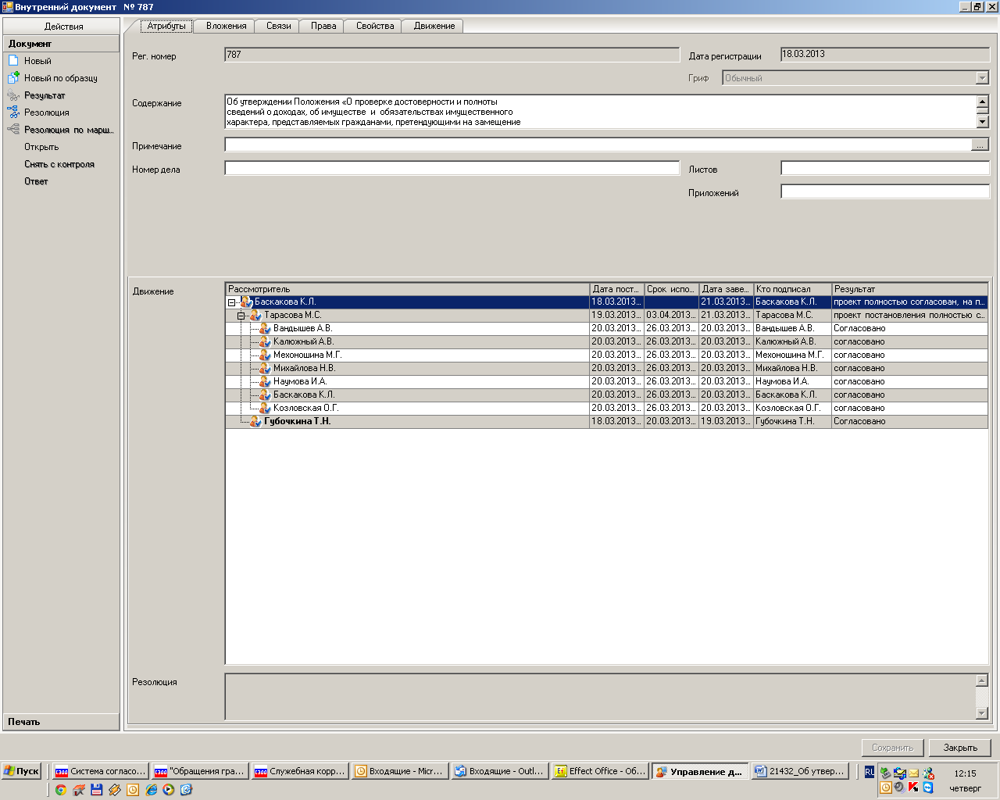 Внутренний документ № 787
Действия
Документ
Новый
Новый по образцу
Результат
Резолюция
Резолюция по марш...
Открыть
Снять с контроля
Ответ
Печать
Атрибуты Вложения Связи Права Свойства Движение
Рег. номер 787 Дата регистрации 18.03.2013
Гриф Обычный
Содержание
Об утверждении Положения «О проверке достоверности и полноты
сведений о доходах, об имуществе и обязательствах имущественного
характера, представляемых гражданами, претендующими на замещение
Примечание ...
Номер дела Листов
Приложений
Движение
Рассмотритель Дата пост... Срок испо... Дата заве... Кто подписал Результат
Баскакова К.Л. 18.03.2013... 21.03.2013... Баскакова К.Л. проект полностью согласован, на п...
Тарасова М.С. 19.03.2013... 03.04.2013... 21.03.2013... Тарасова М.С. проект постановления полностью с...
Вандышев А.В. 20.03.2013... 26.03.2013... 20.03.2013... Вандышев А.В. Согласовано
Калюжный А.В. 20.03.2013... 26.03.2013... 20.03.2013... Калюжный А.В. согласовано
Мехоношина М.Г. 20.03.2013... 26.03.2013... 20.03.2013... Мехоношина М.Г. согласовано
Михайлова Н.В. 20.03.2013... 26.03.2013... 20.03.2013... Михайлова Н.В. согласовано
Наумова И.А. 20.03.2013... 26.03.2013... 20.03.2013... Наумова И.А. согласовано
Баскакова К.Л. 20.03.2013... 26.03.2013... 20.03.2013... Баскакова К.Л. согласовано
Козловская О.Г. 20.03.2013... 26.03.2013... 20.03.2013... Козловская О.Г. согласовано
Губочкина Т.Н. 18.03.2013... 20.03.2013... 19.03.2013... Губочкина Т.Н. Согласовано
Резолюция
Сохранить Закрыть
Пуск Система согласо... "Обращения гра... Служебная корр... Входящие - Micr... Входящие - Outl... Effect Office - Об... Управление д... 21432_Об утвер... RL 12:15
четверг